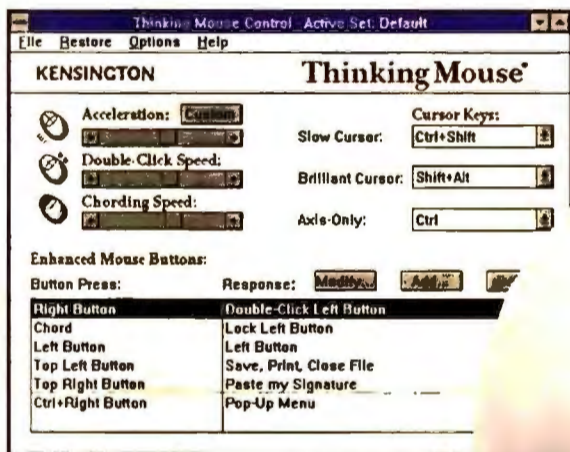 Thinking Mouse Control - Active Set: Default
File Restore Options Help
KENSINGTON Thinking Mouse
Acceleration: Custom
Double-Click Speed:
Chording Speed:
Cursor Keys:
Slow Cursor: Ctrl+Shift
Brilliant Cursor: Shift+Alt
Axis-Only: Ctrl
Enhanced Mouse Buttons:
Button Press: Response: Modify... Add...
Right Button Double-Click Left Button
Chord Lock Left Button
Left Button Left Button
Top Left Button Save, Print, Close File
Top Right Button Paste my Signature
Ctrl+Right Button Pop-Up Menu